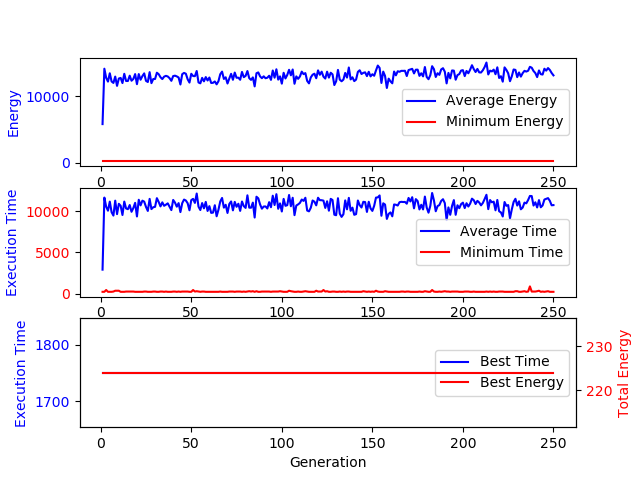 Energy
10000
0
Average Energy
Minimum Energy
0 50 100 150 200 250
Execution Time
10000
5000
0
Average Time
Minimum Time
0 50 100 150 200 250
Execution Time
1800
1700
Best Time
Best Energy
230
220
Total Energy
0 50 100 150 200 250
Generation